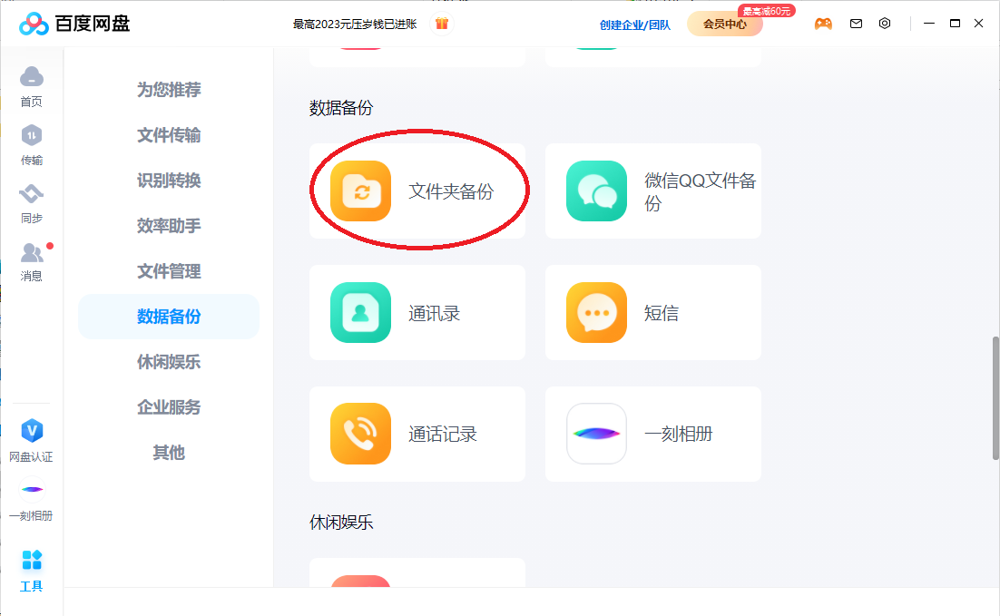 百度网盘
最高2023元压岁钱已进账
创建企业/团队
会员中心
最高减60元
首页
传输
同步
消息
网盘认证
一刻相册
工具
为您推荐
文件传输
识别转换
效率助手
文件管理
数据备份
休闲娱乐
企业服务
其他
数据备份
文件夹备份
微信QQ文件备
份
通讯录
短信
通话记录
一刻相册
休闲娱乐